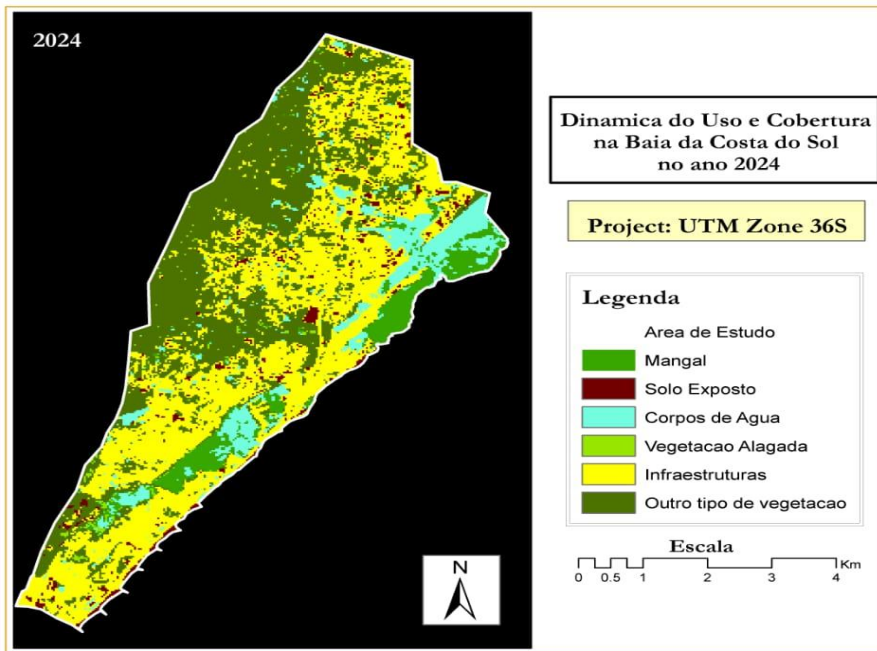 2024
Dinamica do Uso e Cobertura
na Baia da Costa do Sol
no ano 2024
Project: UTM Zone 36S
Legenda
Area de Estudo
Mangal
Solo Exposto
Corpos de Agua
Vegetacao Alagada
Infraestruturas
Outro tipo de vegetacao
Escala
Km
0 0.5 1 2 3 4
N